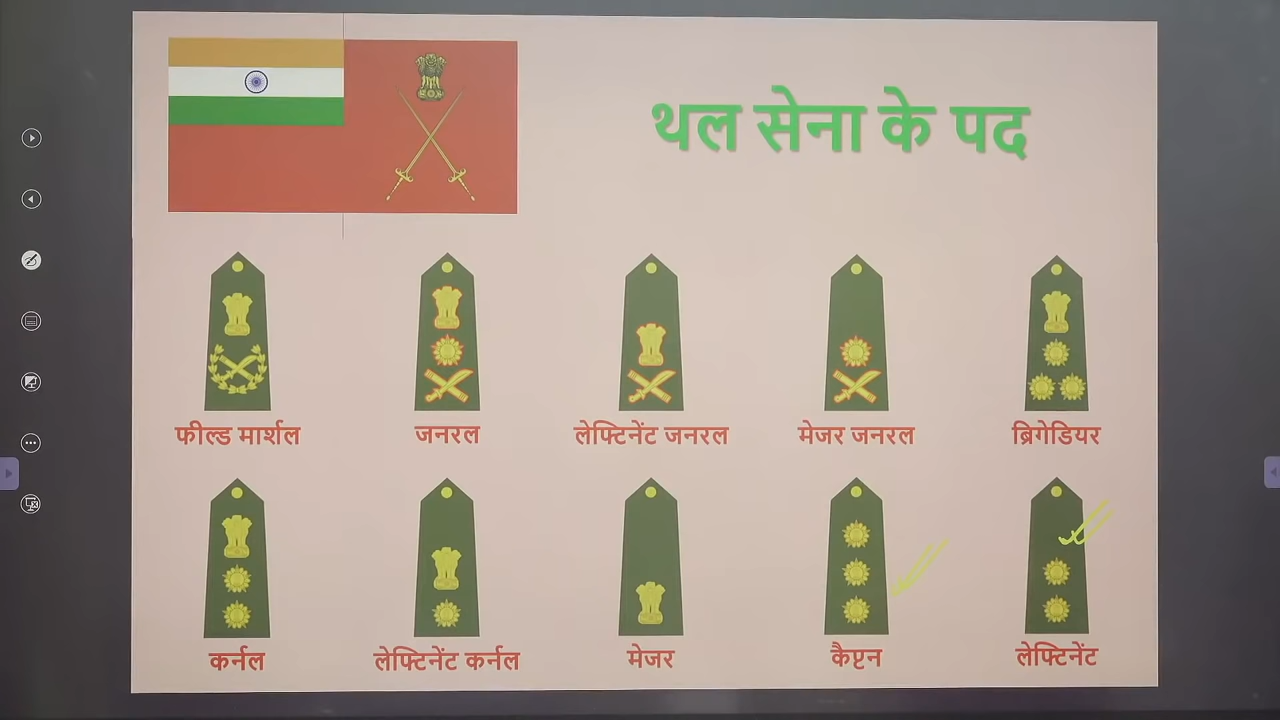 थल सेना के पद
फील्ड मार्शल
जनरल
लेफ्टिनेंट जनरल
मेजर जनरल
ब्रिगेडियर
कर्नल
लेफ्टिनेंट कर्नल
मेजर
कैप्टन
लेफ्टिनेंट